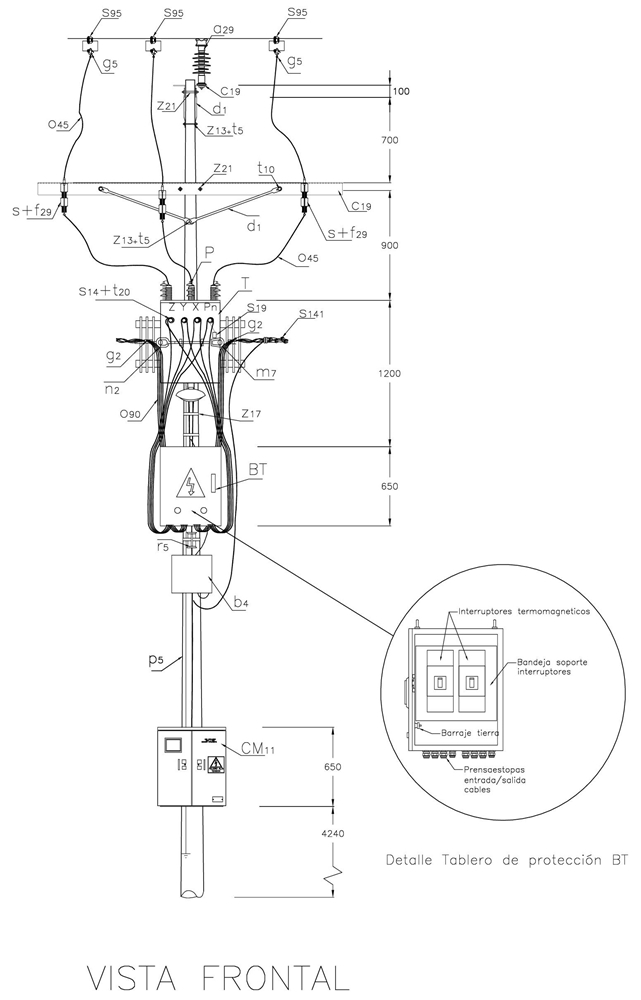 S95
S95
S95
a29
g5
g5
C19
100
Z21
d1
Z13+t5
O45
700
Z21
t10
C19
s+f29
d1
s+f29
Z13+t5
900
P
O45
S14+t20
T
Z Y X Pn
S19
g2
S141
g2
n2
m7
1200
O90
Z17
BT
650
r5
b4
Interruptores termomagneticos
p5
Bandeja soporte
interruptores
Barraje tierra
CM11
650
Prensaestopas
entrada/salida
cables
4240
Detalle Tablero de protección BT
VISTA FRONTAL